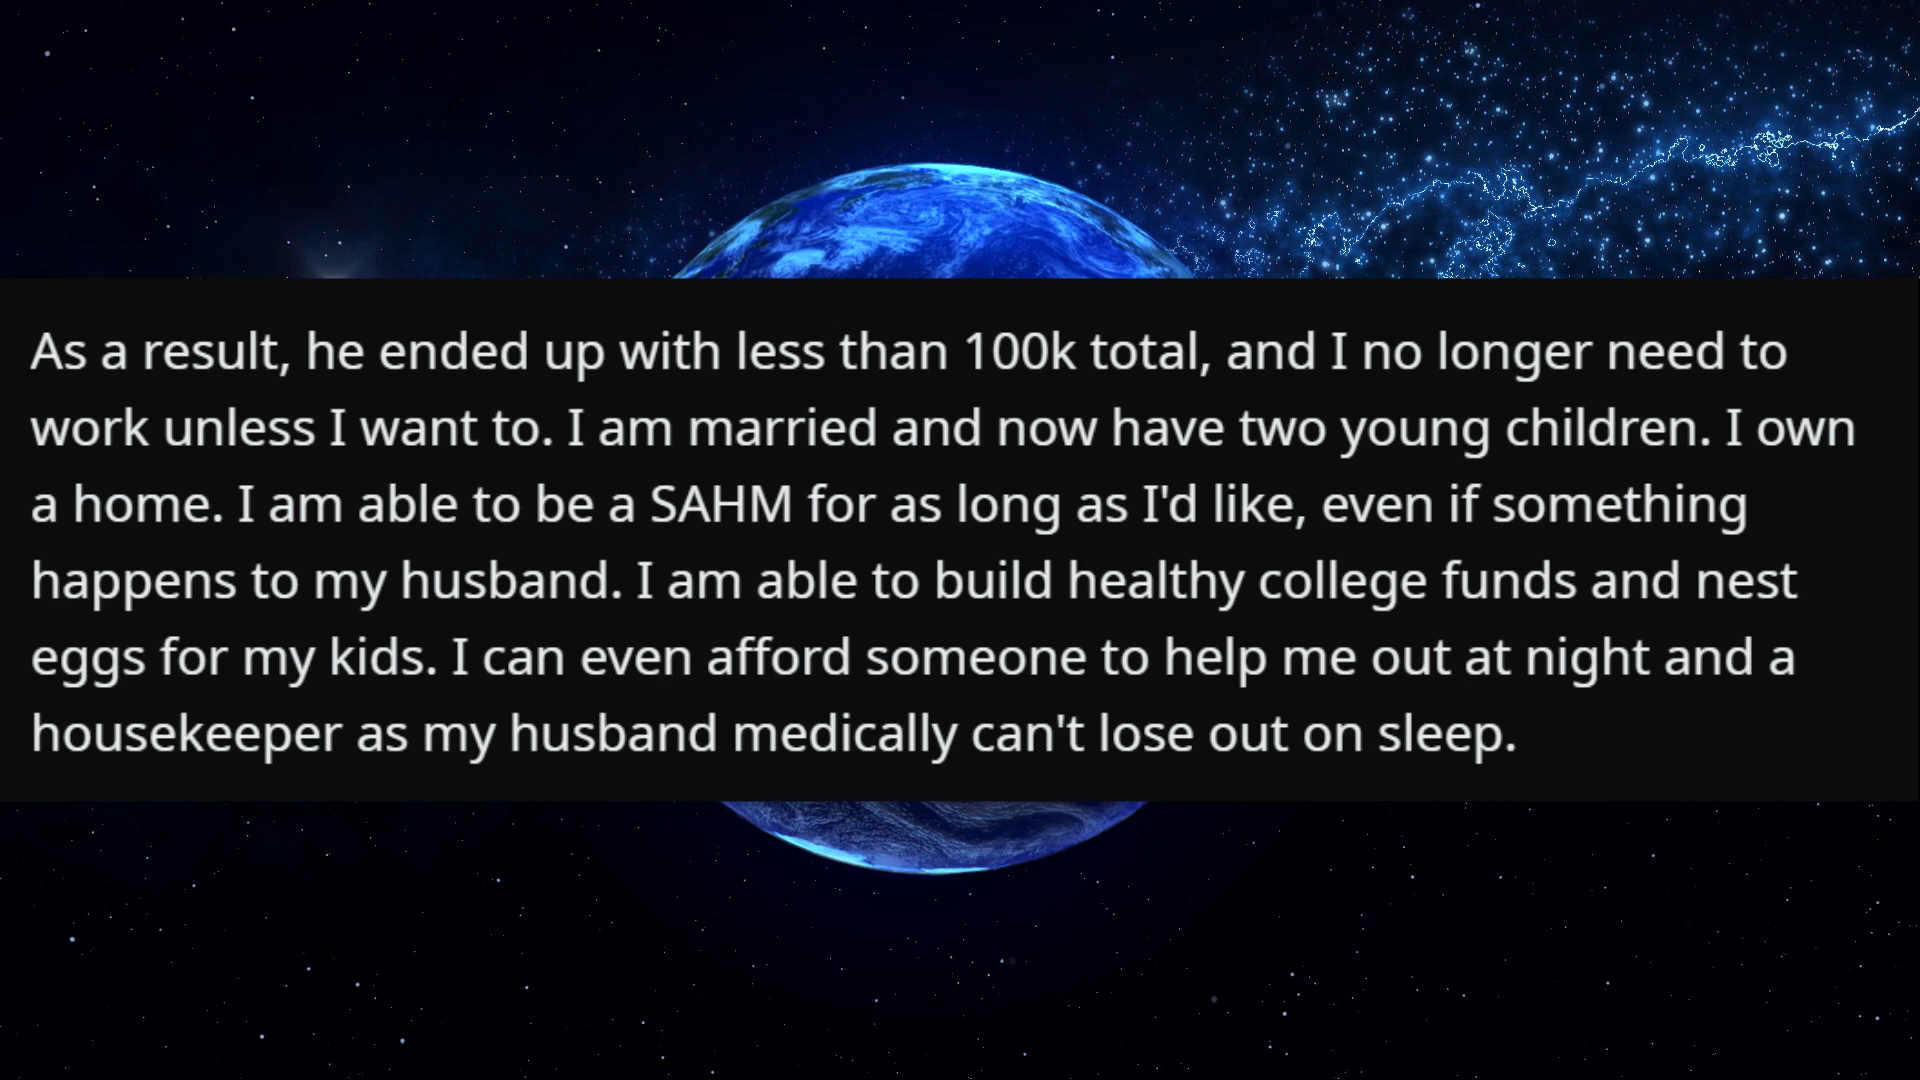 As a result, he ended up with less than 100k total, and I no longer need to
work unless I want to. I am married and now have two young children. I own
a home. I am able to be a SAHM for as long as I'd like, even if something
happens to my husband. I am able to build healthy college funds and nest
eggs for my kids. I can even afford someone to help me out at night and a
housekeeper as my husband medically can't lose out on sleep.